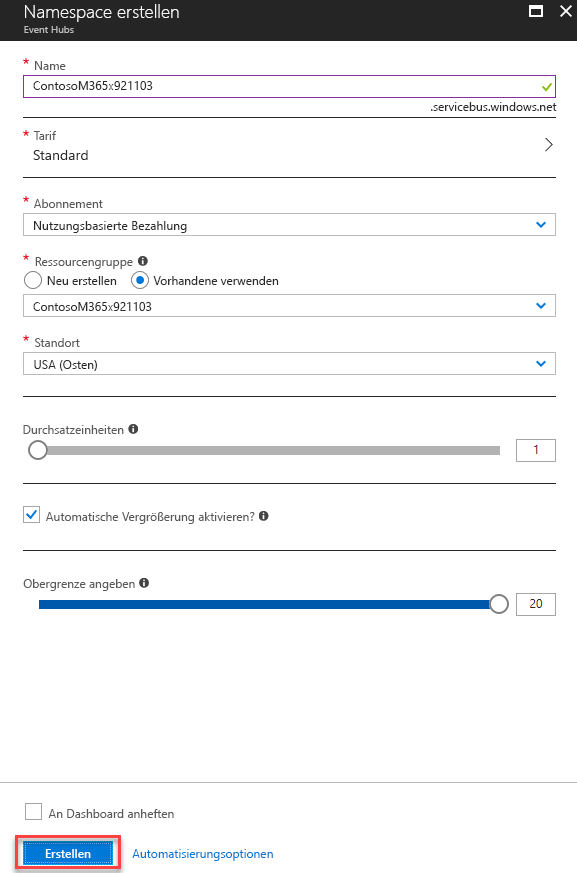 Namespace erstellen
Event Hubs
* Name
ContosoM365x921103
.servicebus.windows.net
* Tarif
Standard
* Abonnement
Nutzungsbasierte Bezahlung
* Ressourcengruppe
Neu erstellen Vorhandene verwenden
ContosoM365x921103
* Standort
USA (Osten)
Durchsatzeinheiten
1
Automatische Vergrößerung aktivieren?
Obergrenze angeben
20
An Dashboard anheften
Erstellen Automatisierungsoptionen